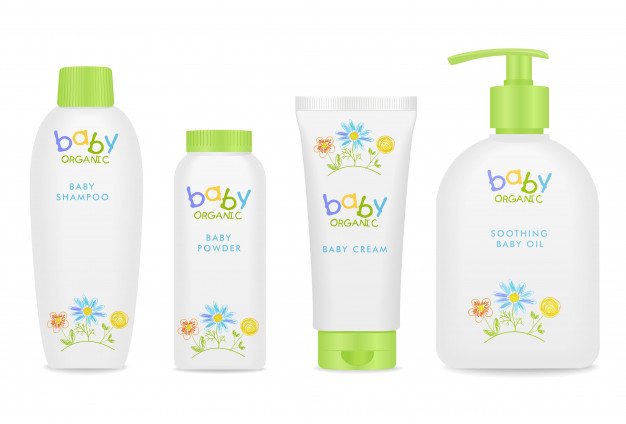 baby
ORGANIC
BABY
SHAMPOO
baby
ORGANIC
BABY
POWDER
baby
ORGANIC
BABY CREAM
baby
ORGANIC
SOOTHING
BABY OIL